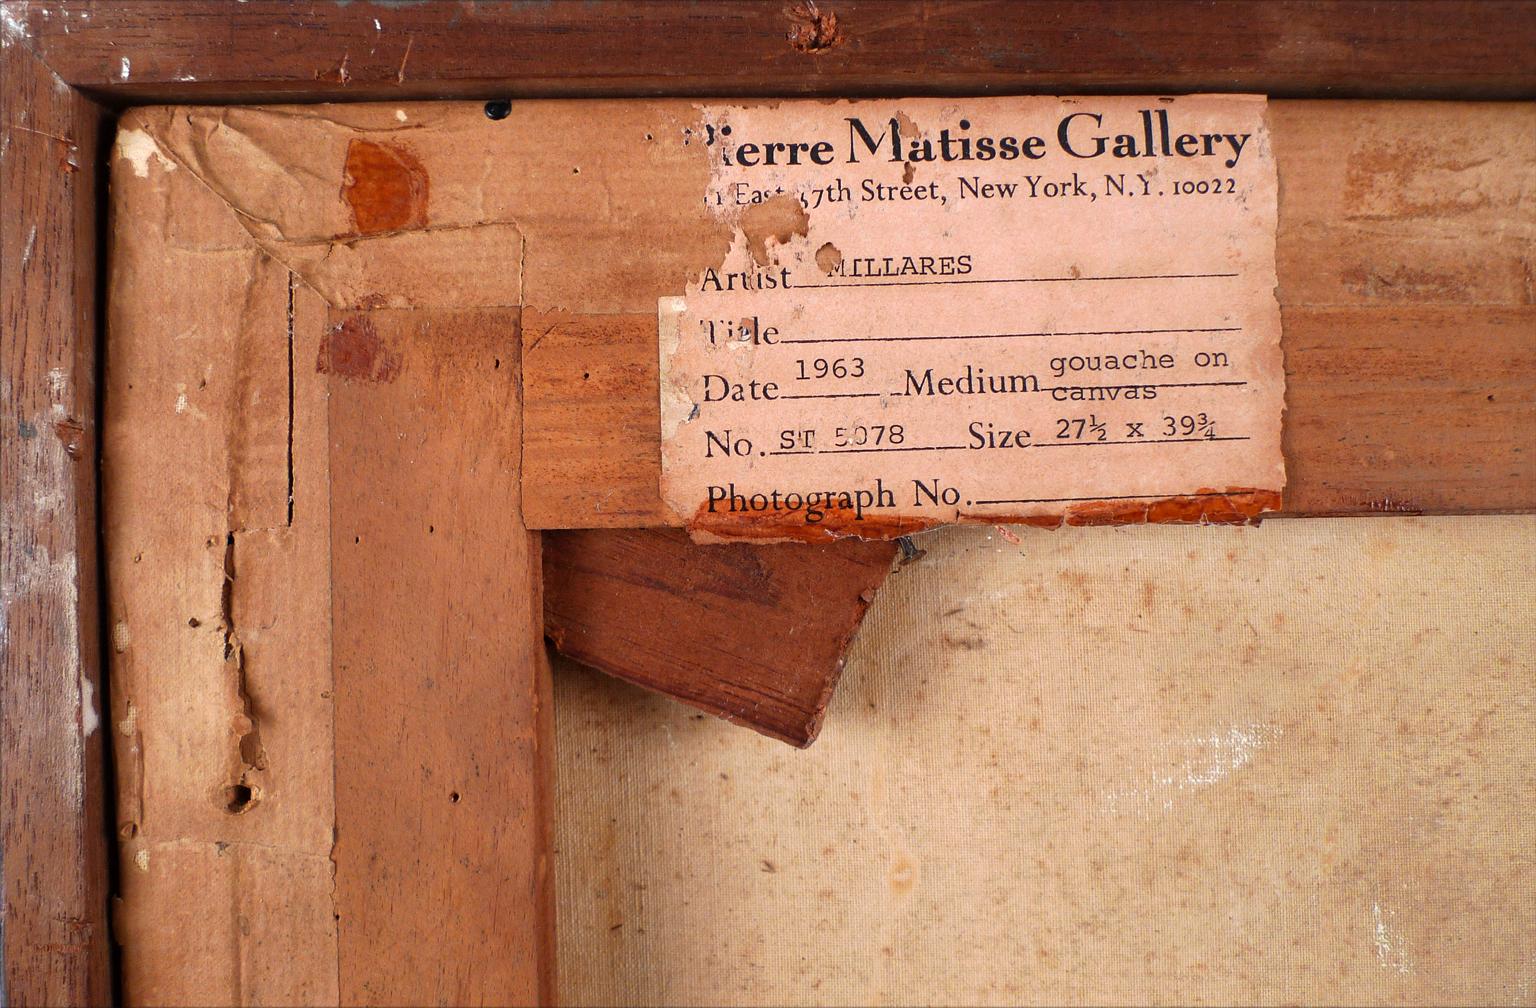 Pierre Matisse Gallery
East 57th Street, New York, N.Y. 10022
Artist MILLARES
Title
Date 1963 Medium gouache on
canvas
No. ST 5078 Size 27½ x 39¾
Photograph No.